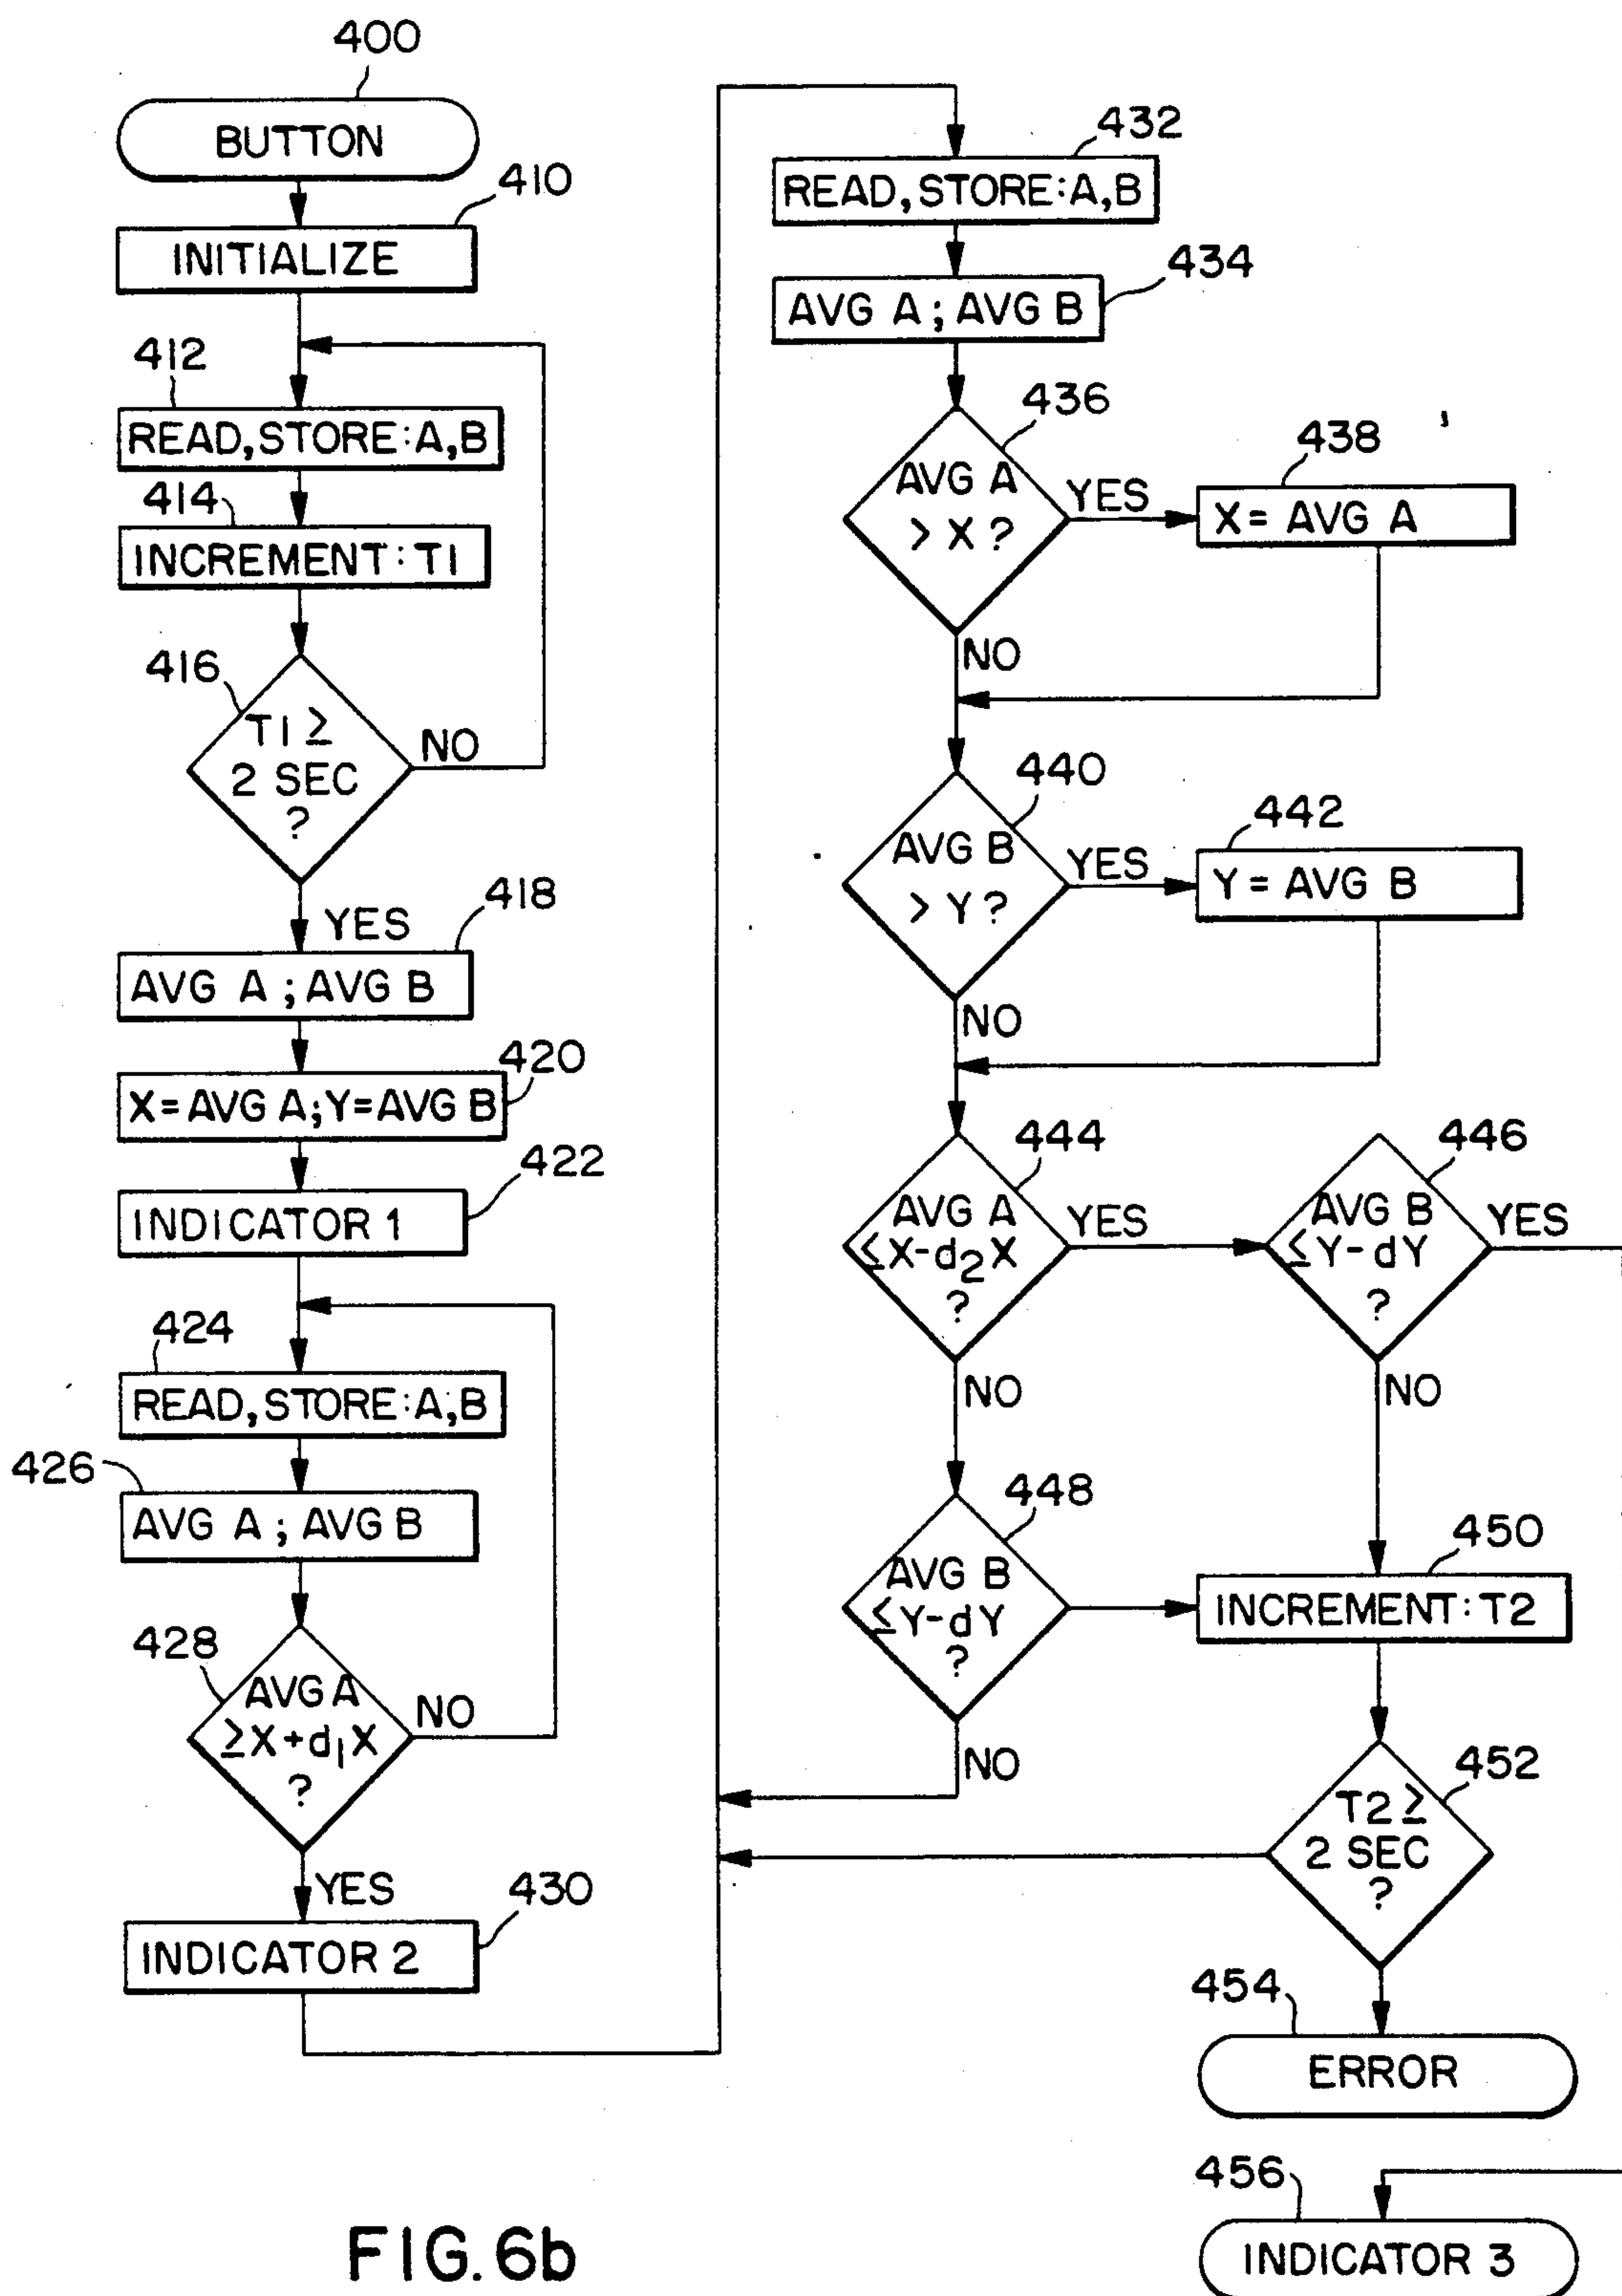 400
BUTTON
410
INITIALIZE
412
READ,STORE:A,B
414
INCREMENT:T1
416
T1 ≥
2 SEC
?
NO
YES
418
AVG A ; AVG B
420
X=AVG A;Y=AVG B
422
INDICATOR 1
424
READ,STORE:A,B
426
AVG A ; AVG B
428
AVG A
≥X+d₁X
?
NO
YES
430
INDICATOR 2
432
READ,STORE:A,B
434
AVG A ; AVG B
436
AVG A
> X ?
YES
438
X= AVG A
NO
440
AVG B
> Y ?
YES
442
Y = AVG B
NO
444
AVG A
≤X-d₂X
?
YES
446
AVG B
≤Y-dY
?
YES
NO
NO
448
AVG B
≤Y-dY
?
450
INCREMENT:T2
NO
452
T2 ≥
2 SEC
?
454
ERROR
456
INDICATOR 3
FIG. 6b